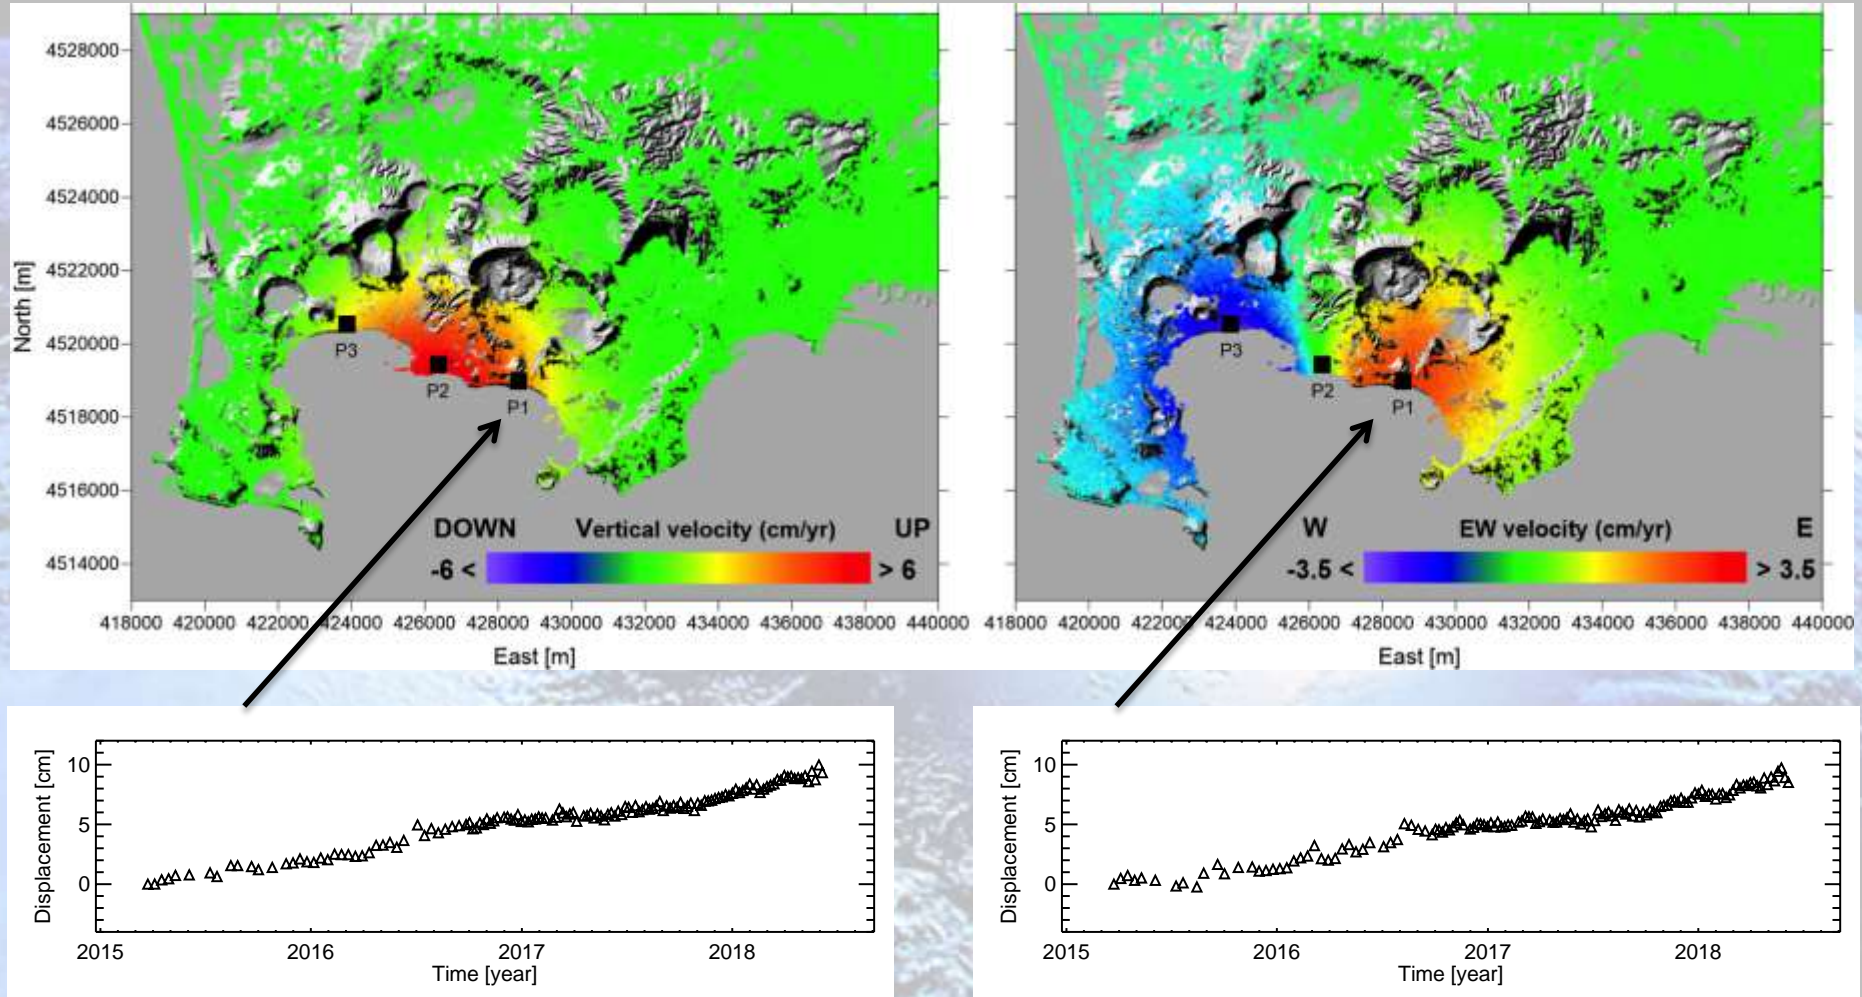 4528000
4526000
4524000
4522000
4520000
4518000
4516000
4514000
North [m]
P3
P2
P1
DOWN Vertical velocity (cm/yr) UP
-6 < > 6
418000 420000 422000 424000 426000 428000 430000 432000 434000 436000 438000 440000
East [m]
P3
P2
P1
W EW velocity (cm/yr) E
-3.5 < > 3.5
418000 420000 422000 424000 426000 428000 430000 432000 434000 436000 438000 440000
East [m]
Displacement [cm]
10
5
0
2015 2016 2017 2018
Time [year]
Displacement [cm]
10
5
0
2015 2016 2017 2018
Time [year]